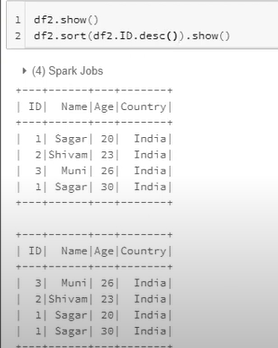 1 df2.show()
2 df2.sort(df2.ID.desc()).show()
(4) Spark Jobs
+---+------+---+-------+
| ID|  Name|Age|Country|
+---+------+---+-------+
|  1| Sagar| 20|  India|
|  2|Shivam| 23|  India|
|  3|  Muni| 26|  India|
|  1| Sagar| 30|  India|
+---+------+---+-------+
+---+------+---+-------+
| ID|  Name|Age|Country|
+---+------+---+-------+
|  3|  Muni| 26|  India|
|  2|Shivam| 23|  India|
|  1| Sagar| 20|  India|
|  1| Sagar| 30|  India|
+---+------+---+-------+